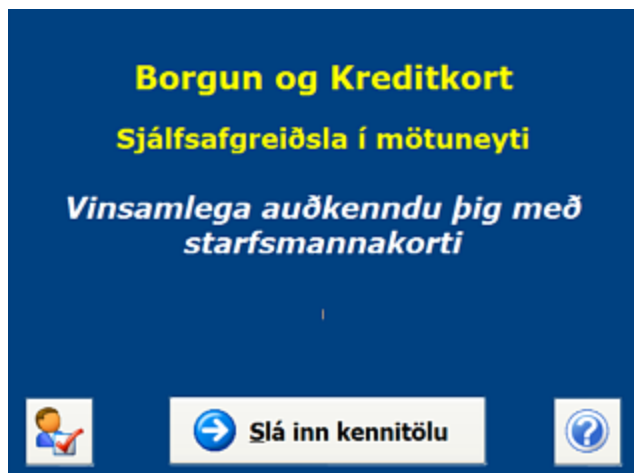 Borgun og Kreditkort
Sjálfsafgreiðsla í mötuneyti
Vinsamlega auðkenndu þig með
starfsmannakorti
Slá inn kennitölu